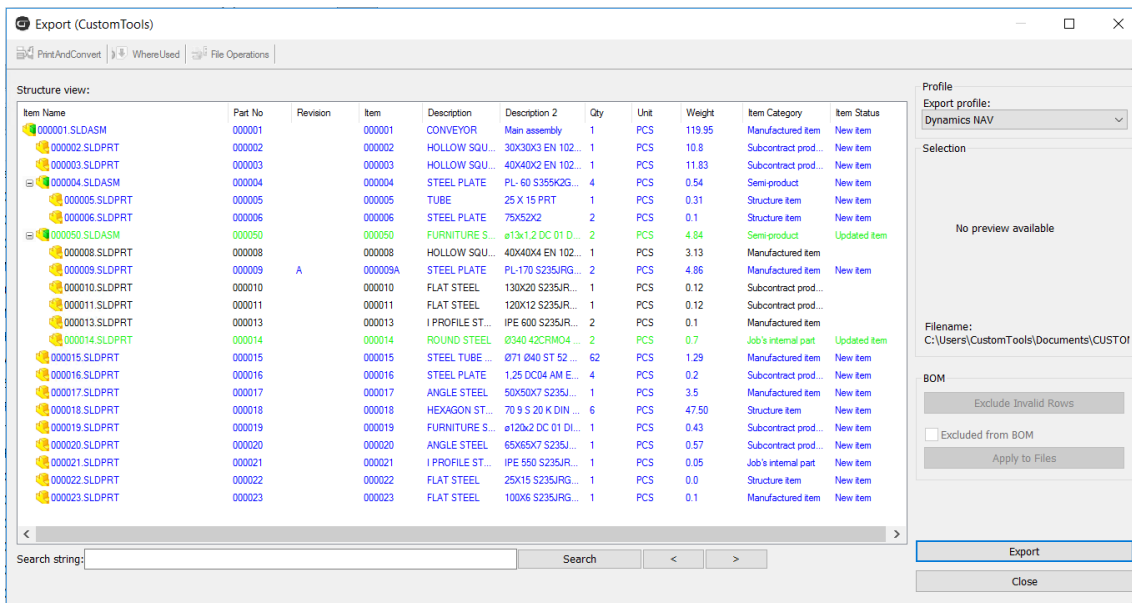 Export (CustomTools)
PrintAndConvert WhereUsed File Operations
Structure view:
Item Name Part No Revision Item Description Description 2 Qty Unit Weight Item Category Item Status
000001.SLDASM 000001 000001 CONVEYOR Main assembly 1 PCS 119.95 Manufactured item New item
000002.SLDPRT 000002 000002 HOLLOW SQU... 30X30X3 EN 102... 1 PCS 10.8 Subcontract prod... New item
000003.SLDPRT 000003 000003 HOLLOW SQU... 40X40X2 EN 102... 1 PCS 11.83 Subcontract prod... New item
000004.SLDASM 000004 000004 STEEL PLATE PL- 60 S355K2G... 4 PCS 0.54 Semi-product New item
000005.SLDPRT 000005 000005 TUBE 25 X 15 PRT 1 PCS 0.31 Structure item New item
000006.SLDPRT 000006 000006 STEEL PLATE 75X52X2 2 PCS 0.1 Structure item New item
000050.SLDASM 000050 000050 FURNITURE S... ø13x1.2 DC 01 D... 2 PCS 4.84 Semi-product Updated item
000008.SLDPRT 000008 000008 HOLLOW SQU... 40X40X4 EN 102... 1 PCS 3.13 Manufactured item
000009.SLDPRT 000009 A 000009A STEEL PLATE PL-170 S235JRG... 2 PCS 4.86 Manufactured item New item
000010.SLDPRT 000010 000010 FLAT STEEL 130X20 S235JR... 1 PCS 0.12 Subcontract prod...
000011.SLDPRT 000011 000011 FLAT STEEL 120X12 S235JR... 1 PCS 0.12 Subcontract prod...
000013.SLDPRT 000013 000013 I PROFILE ST... IPE 600 S235JR... 2 PCS 0.1 Manufactured item
000014.SLDPRT 000014 000014 ROUND STEEL Ø340 42CRMO4 ... 2 PCS 0.7 Job's internal part Updated item
000015.SLDPRT 000015 000015 STEEL TUBE ... Ø71 Ø40 ST 52 ... 62 PCS 1.29 Manufactured item New item
000016.SLDPRT 000016 000016 STEEL PLATE 1,25 DC04 AM E... 4 PCS 0.2 Subcontract prod... New item
000017.SLDPRT 000017 000017 ANGLE STEEL 50X50X7 S235J... 1 PCS 3.5 Manufactured item New item
000018.SLDPRT 000018 000018 HEXAGON ST... 70 9 S 20 K DIN ... 6 PCS 47.50 Structure item New item
000019.SLDPRT 000019 000019 FURNITURE S... ø120x2 DC 01 DI... 1 PCS 0.43 Subcontract prod... New item
000020.SLDPRT 000020 000020 ANGLE STEEL 65X65X7 S235J... 1 PCS 0.57 Subcontract prod... New item
000021.SLDPRT 000021 000021 I PROFILE ST... IPE 550 S235JR... 1 PCS 0.05 Job's internal part New item
000022.SLDPRT 000022 000022 FLAT STEEL 25X15 S235JRG... 1 PCS 0.0 Structure item New item
000023.SLDPRT 000023 000023 FLAT STEEL 100X6 S235JRG... 1 PCS 0.1 Manufactured item New item
Search string: Search < >
Profile
Export profile:
Dynamics NAV
Selection
No preview available
Filename:
C:\Users\CustomTools\Documents\CUSTOM
BOM
Exclude Invalid Rows
Excluded from BOM
Apply to Files
Export
Close